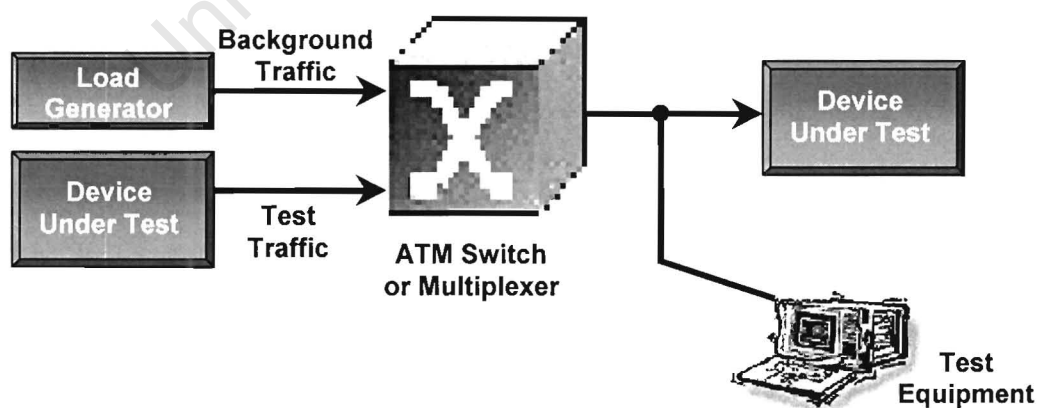 Background
Traffic
Load
Generator
Device
Under Test
Test
Traffic
X
ATM Switch
or Multiplexer
Device
Under Test
Test
Equipment